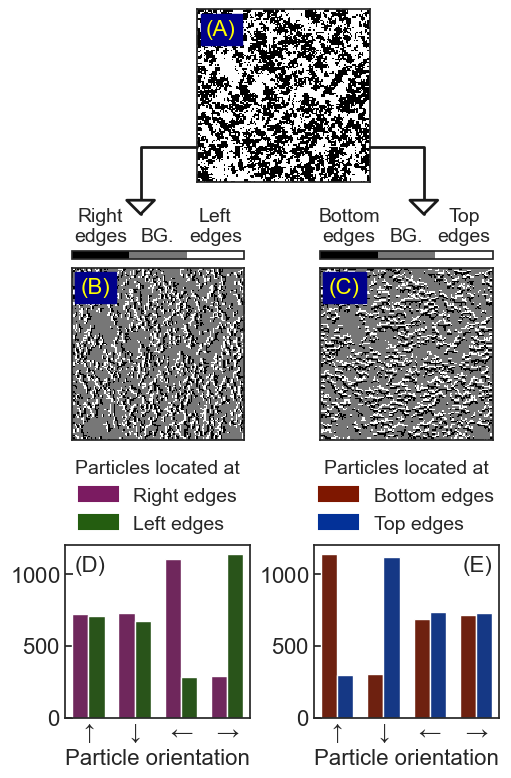 (A)
Right Left
edges BG. edges
Bottom Top
edges BG. edges
(B)
(C)
Particles located at
Right edges
Left edges
Particles located at
Bottom edges
Top edges
(D)
1000
500
0
↑ ↓ ← →
Particle orientation
(E)
1000
500
0
↑ ↓ ← →
Particle orientation